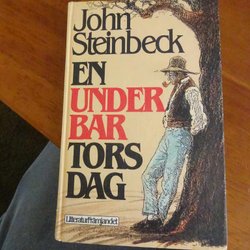 John
Steinbeck
EN
UNDER
BAR
TORS
DAG
Litteraturfrämjandet